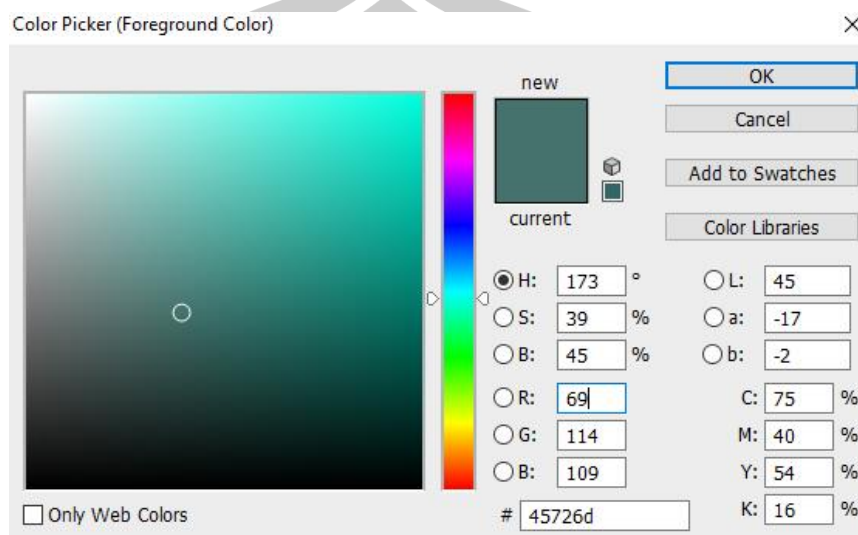 Color Picker (Foreground Color)
new
current
OK
Cancel
Add to Swatches
Color Libraries
H: 173 °
S: 39 %
B: 45 %
R: 69
G: 114
B: 109
# 45726d
L: 45
a: -17
b: -2
C: 75 %
M: 40 %
Y: 54 %
K: 16 %
Only Web Colors